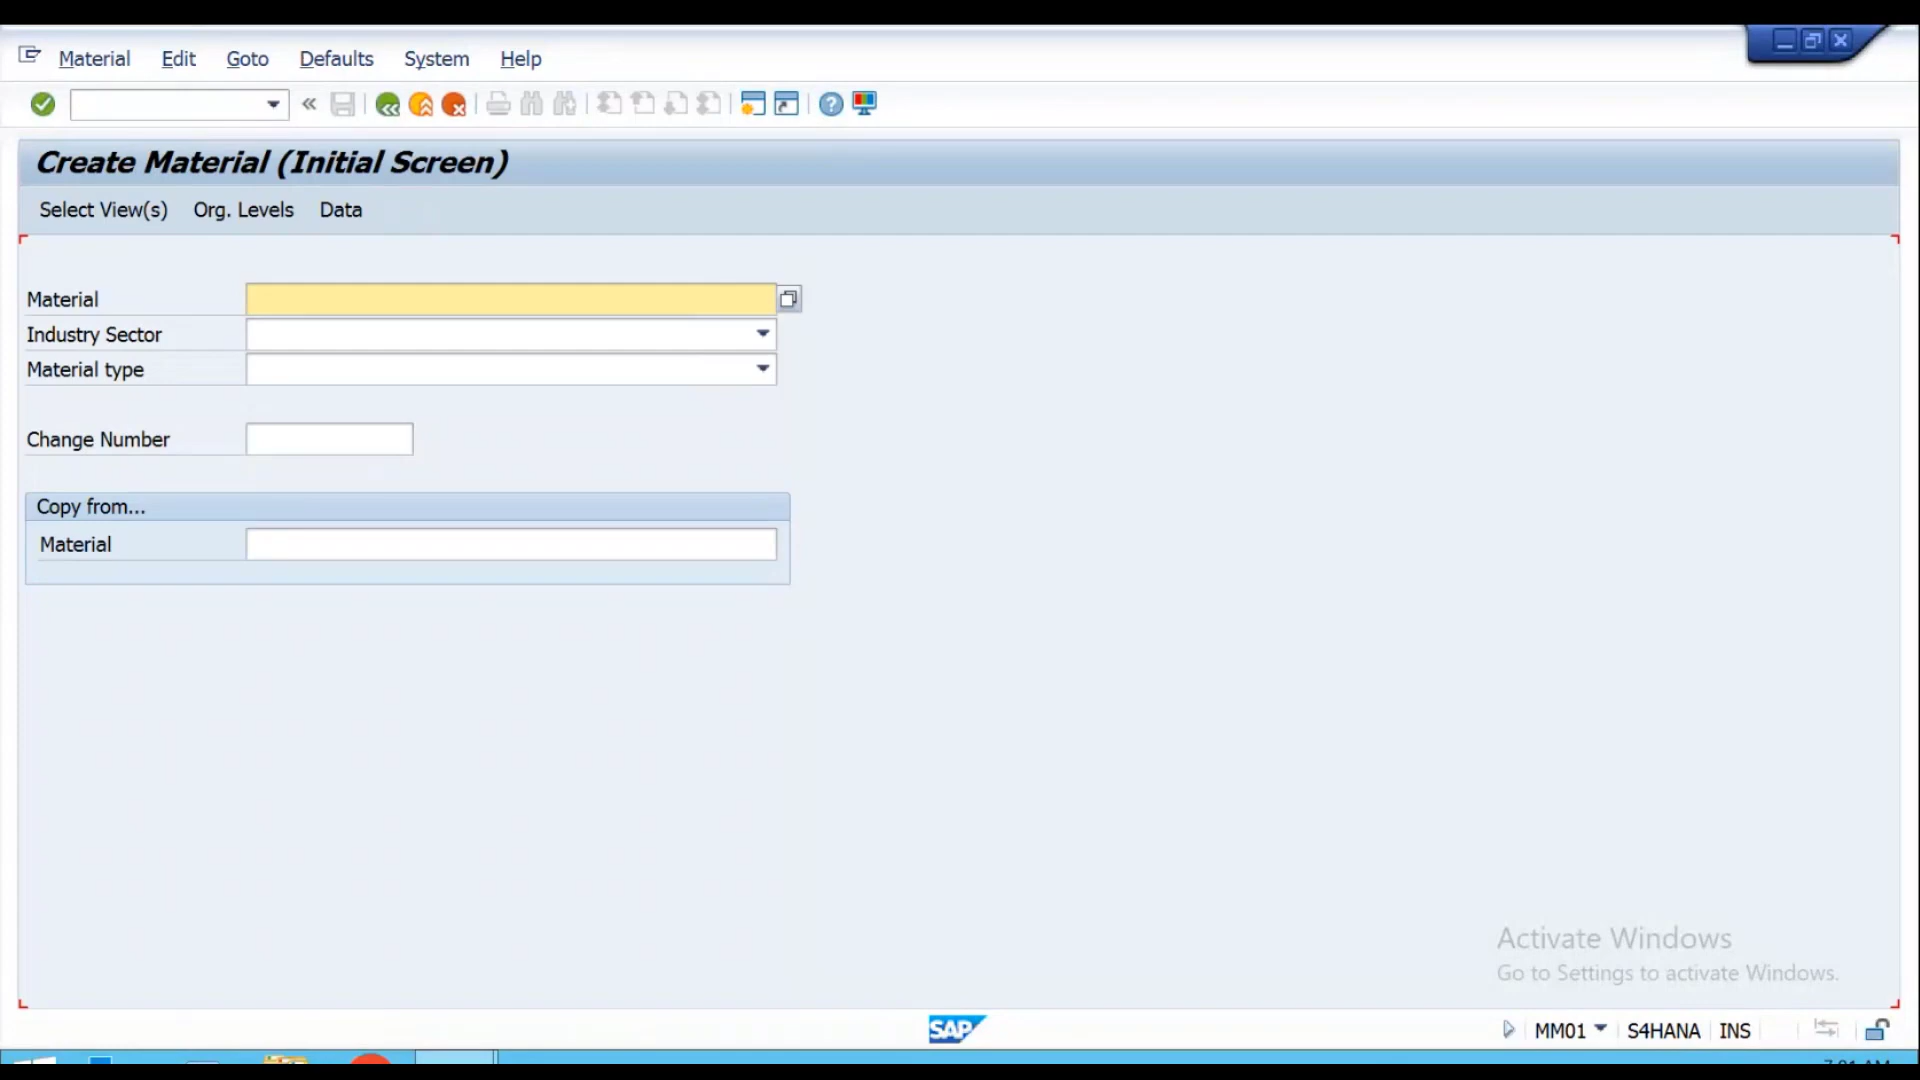 Material Edit Goto Defaults System Help
Create Material (Initial Screen)
Select View(s) Org. Levels Data
Material
Industry Sector
Material type
Change Number
Copy from...
Material
Activate Windows
Go to Settings to activate Windows.
SAP MM01 S4HANA INS